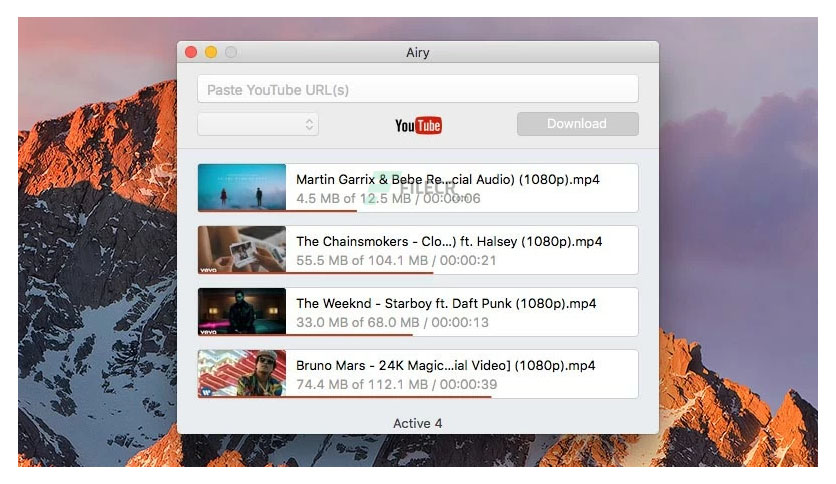 Airy
Paste YouTube URL(s)
YouTube
Download
Martin Garrix & Bebe Re...cial Audio) (1080p).mp4
4.5 MB of 12.5 MB / 00:00:06
FILECR
.com
The Chainsmokers - Clo...) ft. Halsey (1080p).mp4
55.5 MB of 104.1 MB / 00:00:21
vevo
The Weeknd - Starboy ft. Daft Punk (1080p).mp4
33.0 MB of 68.0 MB / 00:00:13
vevo
Bruno Mars - 24K Magic...ial Video] (1080p).mp4
74.4 MB of 112.1 MB / 00:00:39
Active 4